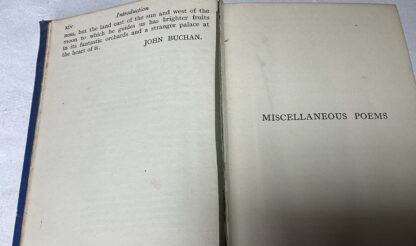 xiv Introduction
ness, but the land east of the sun and west of the
moon to which he guides us has brighter fruits
in its fantastic orchards and a stranger palace at
the heart of it.
JOHN BUCHAN.
MISCELLANEOUS POEMS